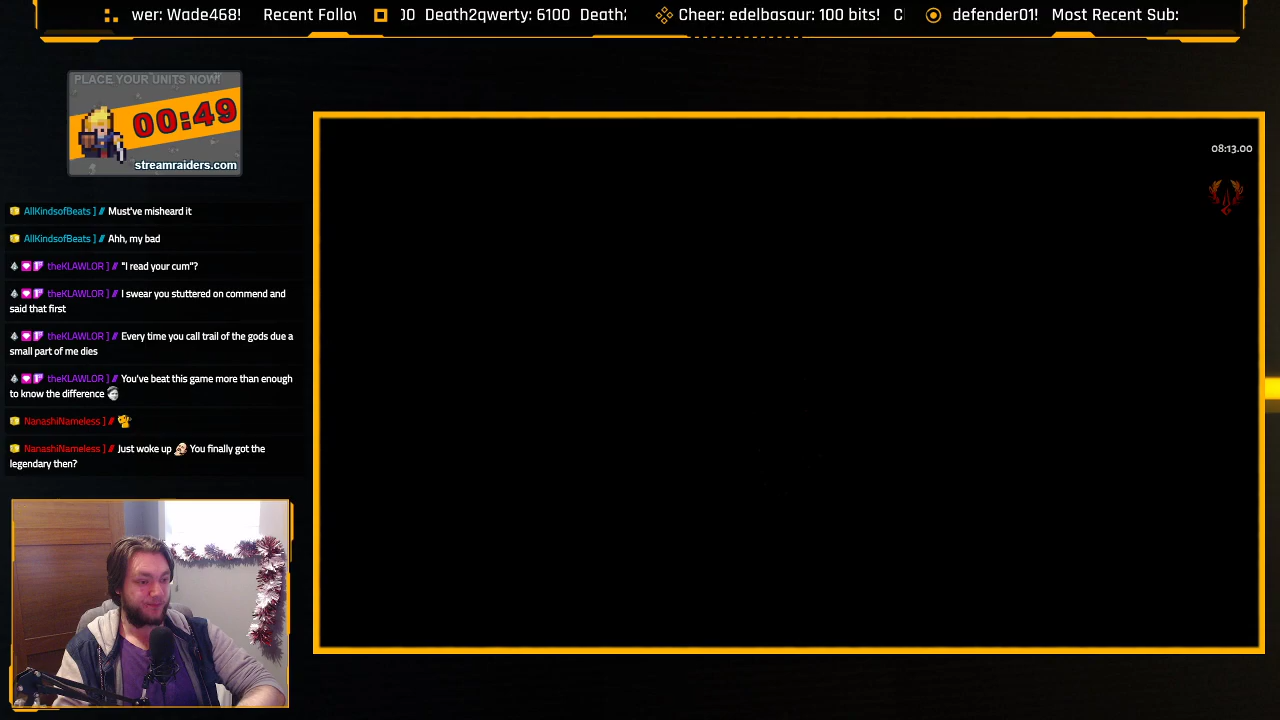 wer: Wade468!
Recent Follov
00 Death2qwerty: 6100 Death2
Cheer: edelbasaur: 100 bits!
defender01!
Most Recent Sub:
PLACE YOUR UNITS NOW!
00:49
streamraiders.com
08:13.00
AllKindsofBeats ] // Must've misheard it
AllKindsofBeats ] // Ahh, my bad
theKLAWLOR ] // "I read your cum"?
theKLAWLOR ] // I swear you stuttered on commend and
said that first
theKLAWLOR ] // Every time you call trail of the gods due a
small part of me dies
theKLAWLOR ] // You've beat this game more than enough
to know the difference
NanashiNameless ] //
NanashiNameless ] // Just woke up You finally got the
legendary then?